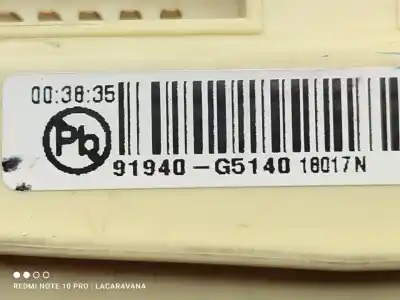 00:38:35
Pb
91940-G5140 18017N
REDMI NOTE 10 PRO | LACARAVANA